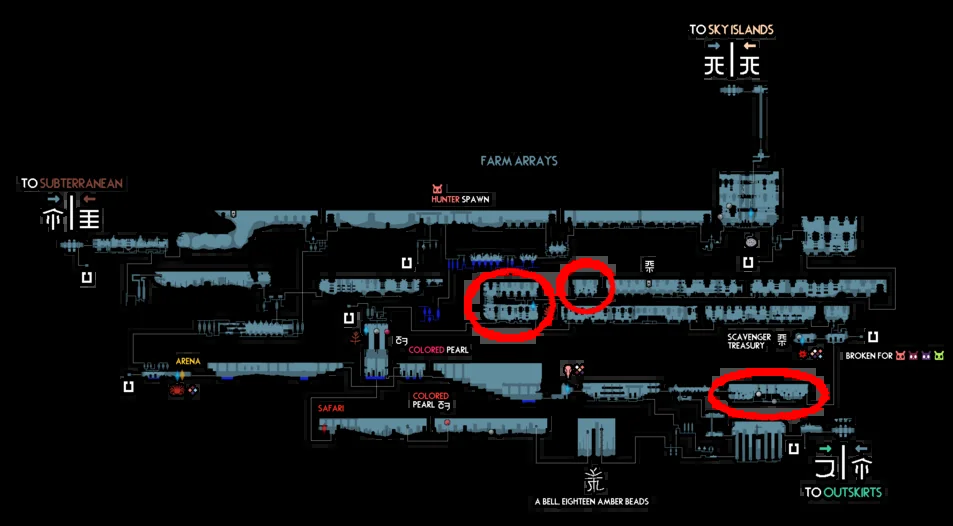 TO SKY ISLANDS
FARM ARRAYS
TO SUBTERRANEAN
HUNTER SPAWN
COLORED PEARL
SCAVENGER
TREASURY
BROKEN FOR
ARENA
COLORED
PEARL
SAFARI
TO OUTSKIRTS
A BELL, EIGHTEEN AMBER BEADS